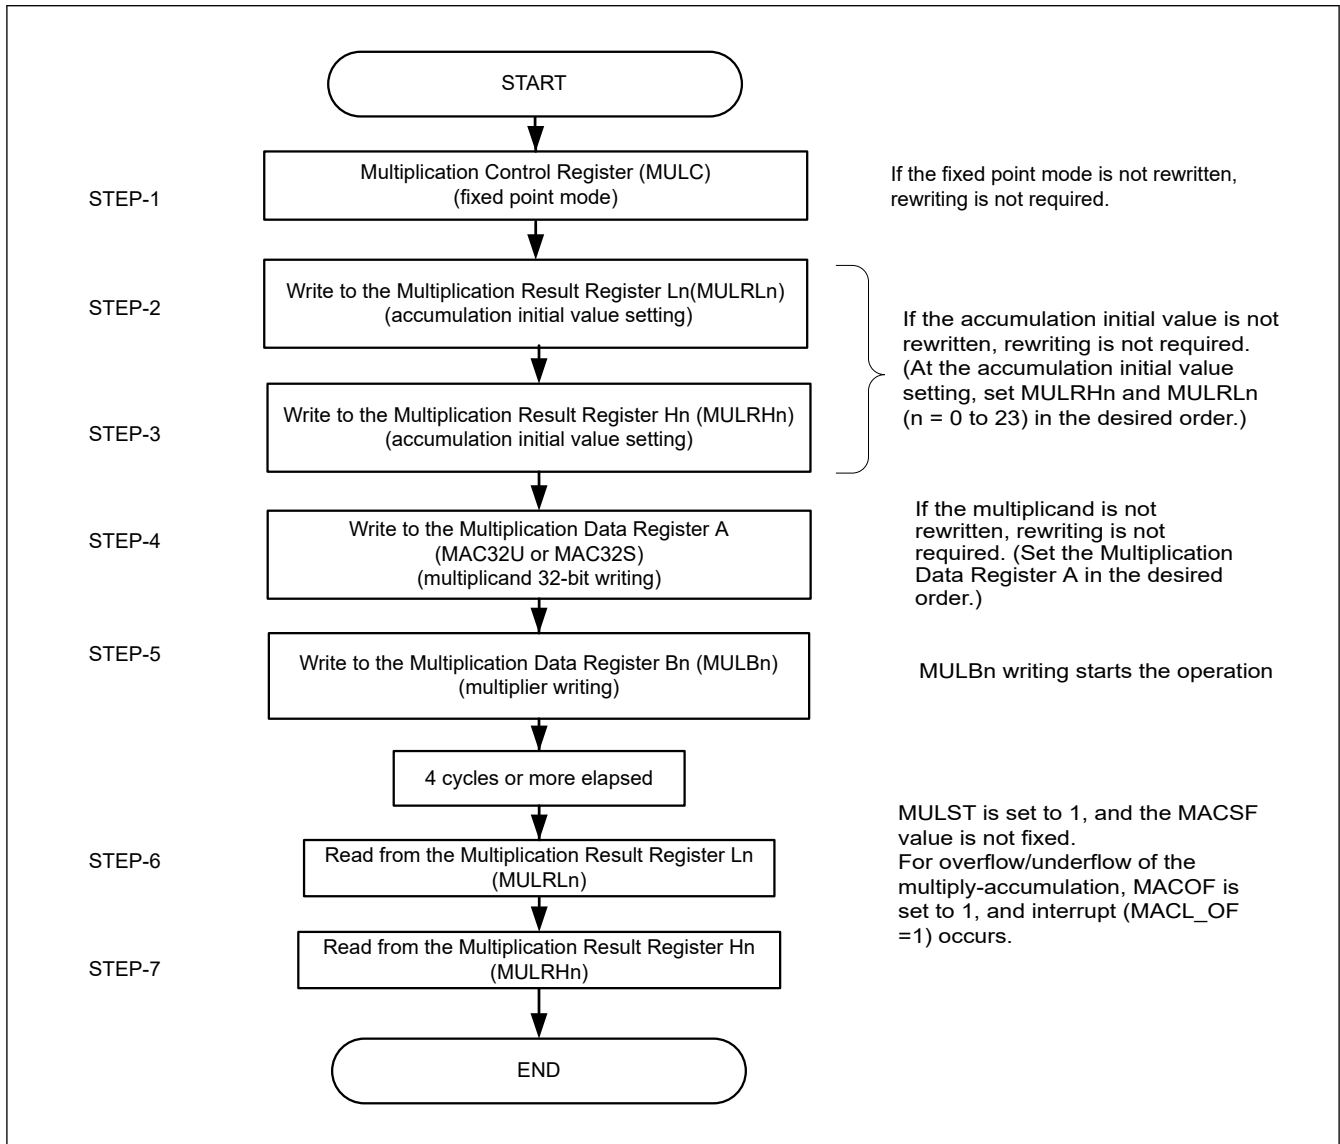 START
STEP-1
Multiplication Control Register (MULC)
(fixed point mode)
If the fixed point mode is not rewritten,
rewriting is not required.
STEP-2
Write to the Multiplication Result Register Ln(MULRLn)
(accumulation initial value setting)
STEP-3
Write to the Multiplication Result Register Hn (MULRHn)
(accumulation initial value setting)
If the accumulation initial value is not
rewritten, rewriting is not required.
(At the accumulation initial value
setting, set MULRHn and MULRLn
(n = 0 to 23) in the desired order.)
STEP-4
Write to the Multiplication Data Register A
(MAC32U or MAC32S)
(multiplicand 32-bit writing)
If the multiplicand is not
rewritten, rewriting is not
required. (Set the Multiplication
Data Register A in the desired
order.)
STEP-5
Write to the Multiplication Data Register Bn (MULBn)
(multiplier writing)
MULBn writing starts the operation
4 cycles or more elapsed
STEP-6
Read from the Multiplication Result Register Ln
(MULRLn)
MULST is set to 1, and the MACSF
value is not fixed.
For overflow/underflow of the
multiply-accumulation, MACOF is
set to 1, and interrupt (MACL_OF
=1) occurs.
STEP-7
Read from the Multiplication Result Register Hn
(MULRHn)
END